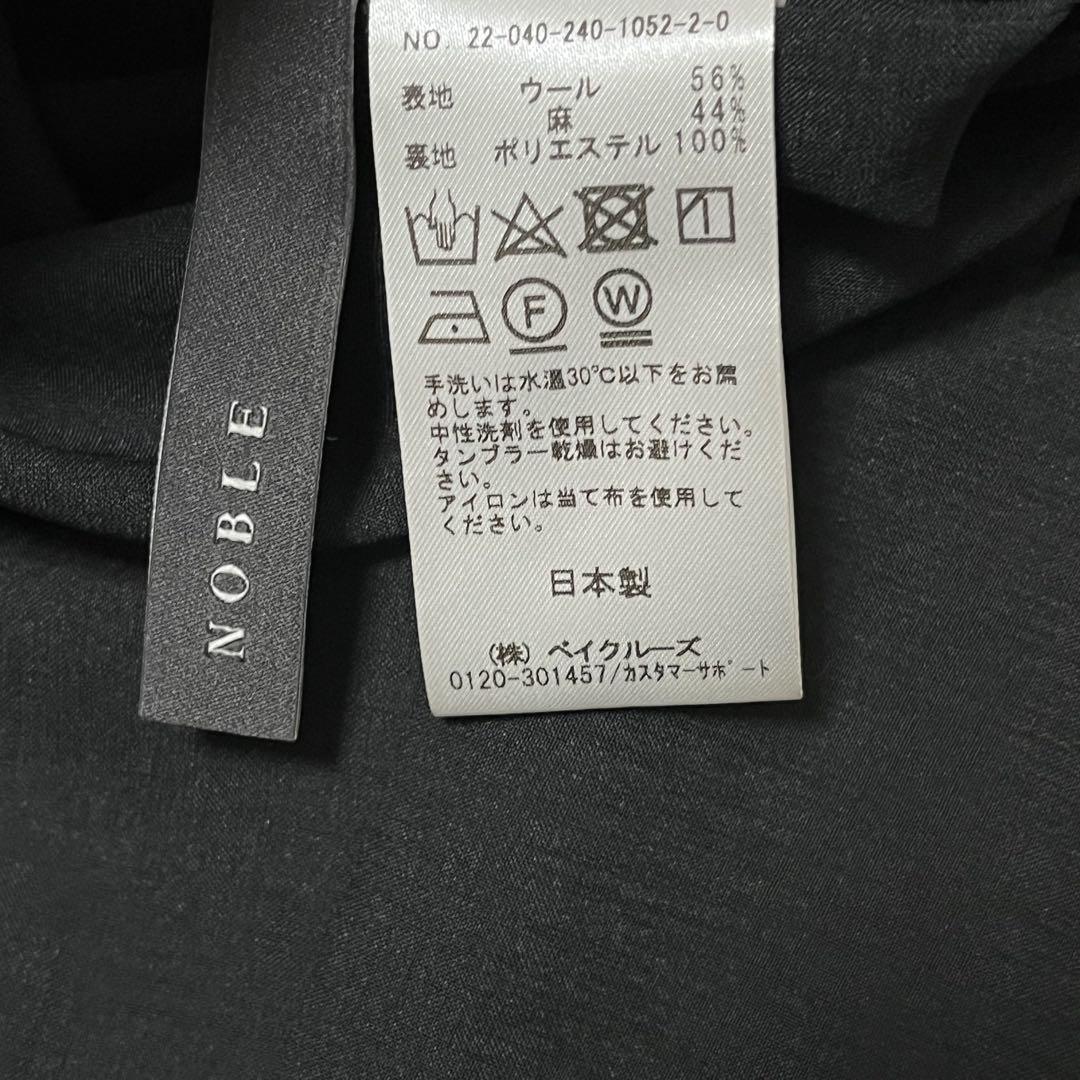 NO. 22-040-240-1052-2-0
表地 ウール 56%
麻 44%
裏地 ポリエステル 100%
F
W
手洗いは水温30℃以下をお薦
めします。
中性洗剤を使用してください。
タンブラー乾燥はお避けくだ
さい。
アイロンは当て布を使用して
ください。
日本製
(株) ベイクルーズ
0120-301457/カスタマーサポート
NOBLE